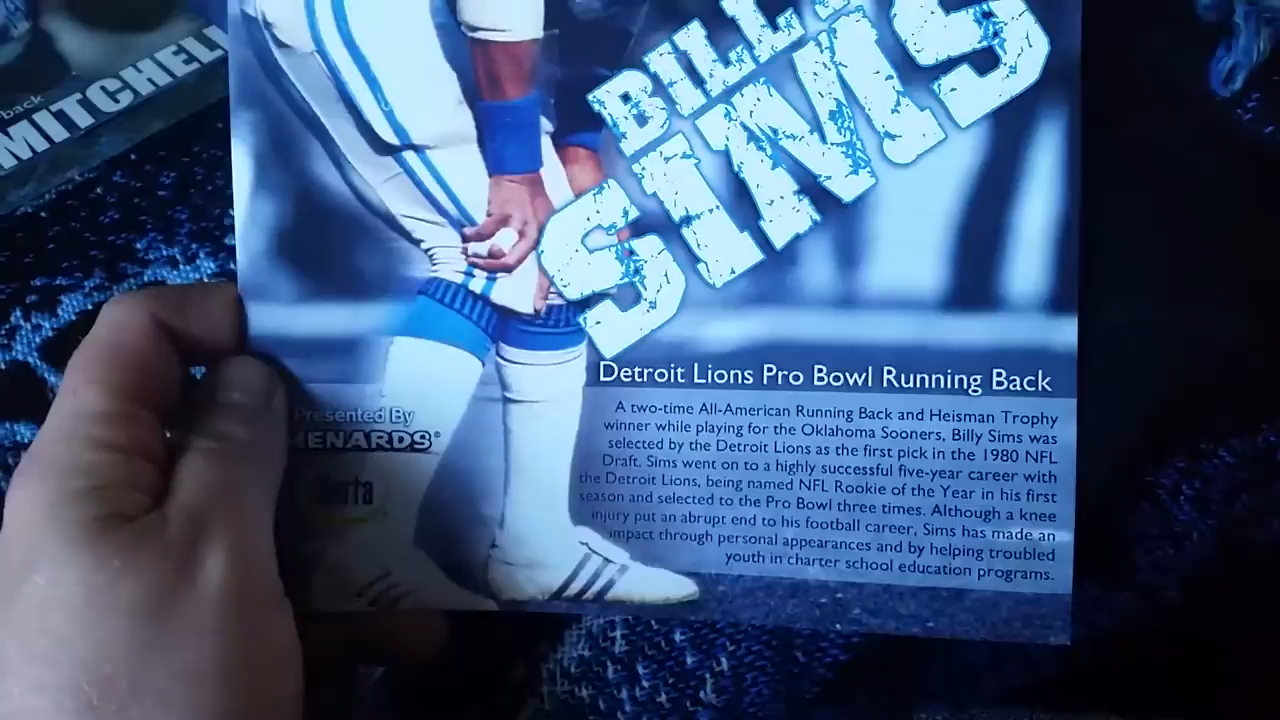 back
MITCHELL
BILLY
SIMS
Detroit Lions Pro Bowl Running Back
A two-time All-American Running Back and Heisman Trophy
winner while playing for the Oklahoma Sooners, Billy Sims was
selected by the Detroit Lions as the first pick in the 1980 NFL
Draft. Sims went on to a highly successful five-year career with
the Detroit Lions, being named NFL Rookie of the Year in his first
season and selected to the Pro Bowl three times. Although a knee
injury put an abrupt end to his football career, Sims has made an
impact through personal appearances and by helping troubled
youth in charter school education programs.
Presented By
MENARDS®